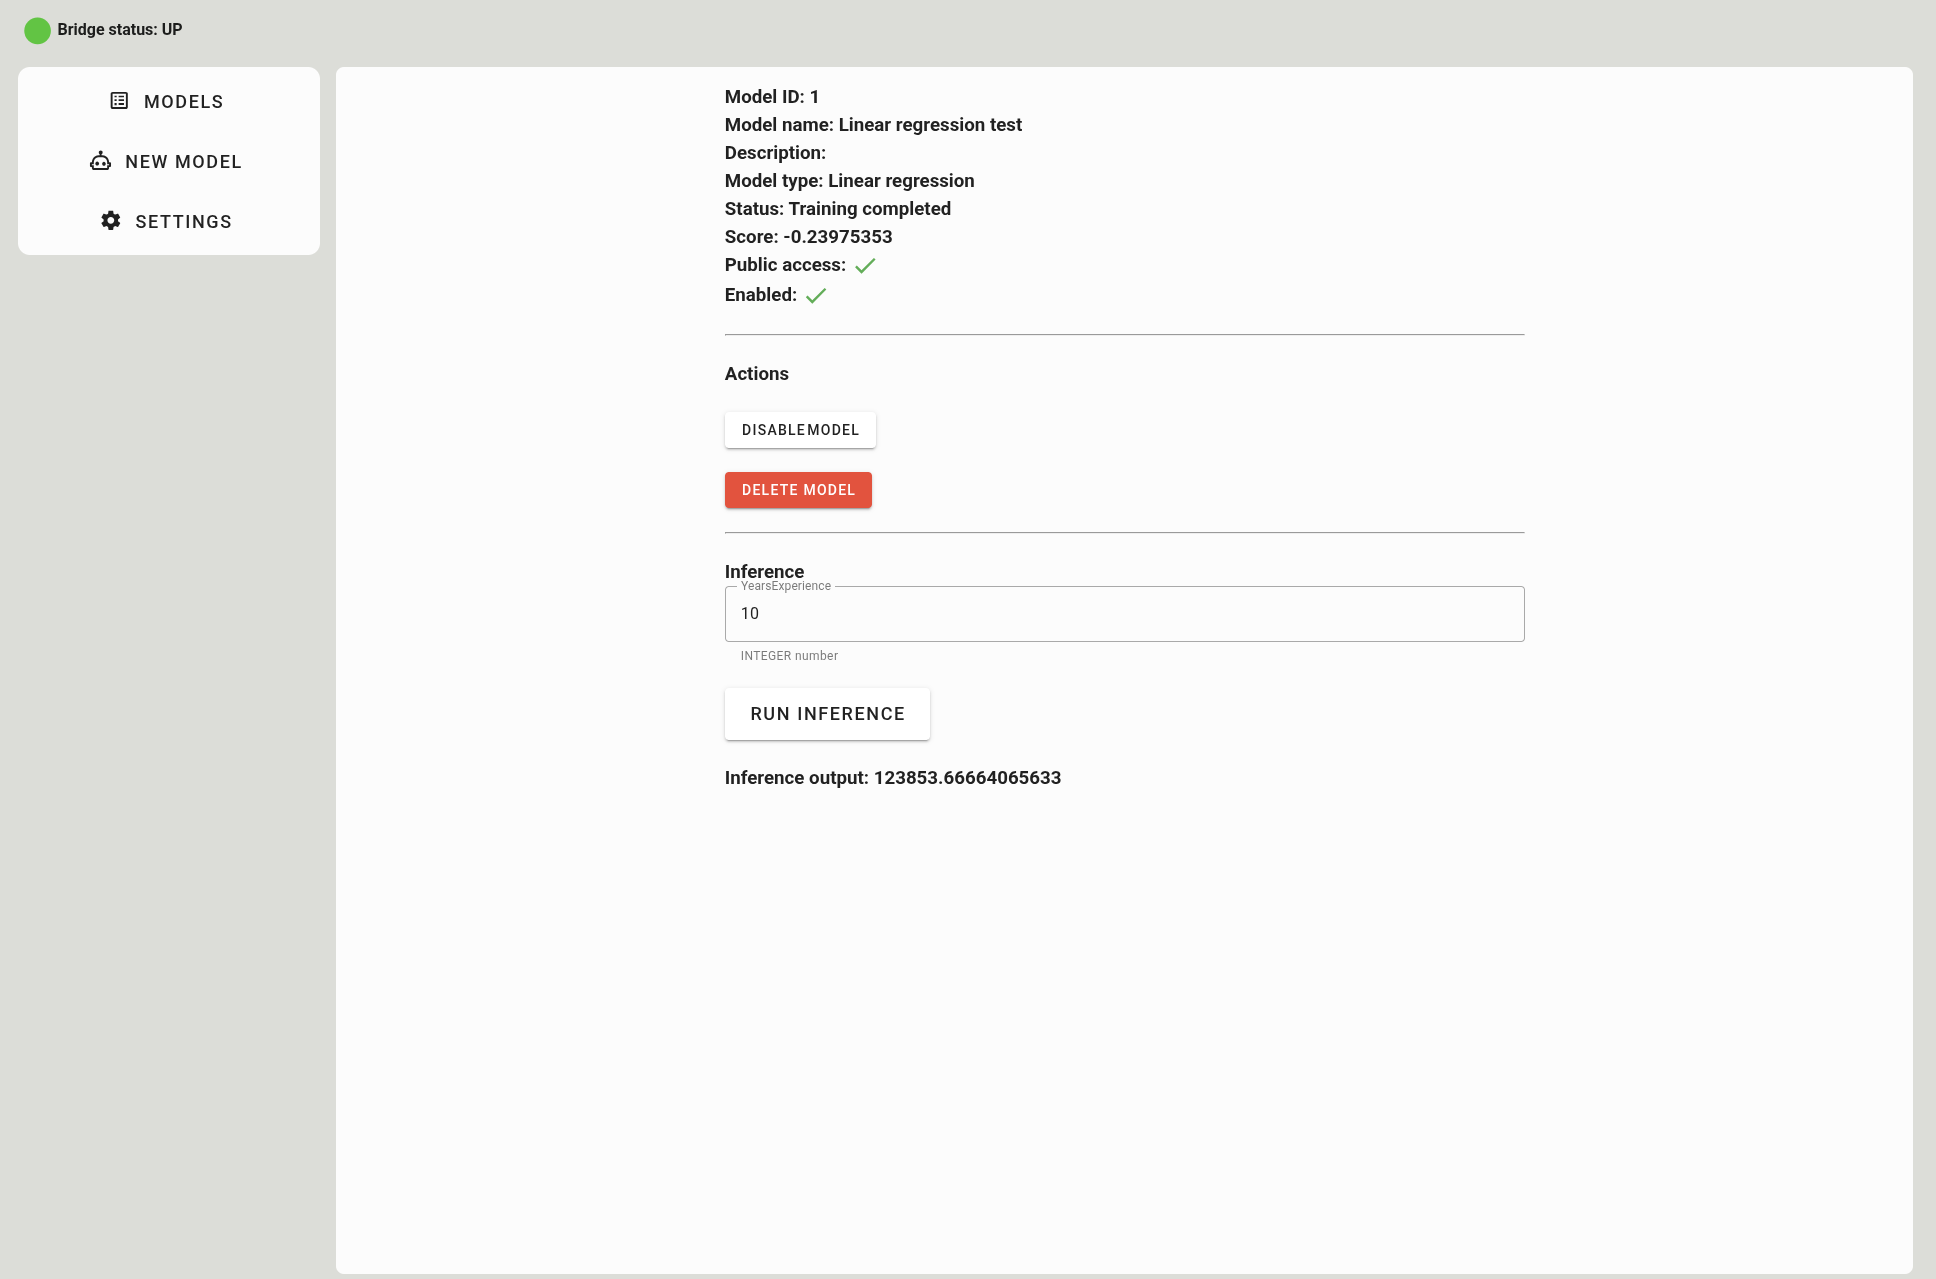 Bridge status: UP
MODELS
NEW MODEL
SETTINGS
Model ID: 1
Model name: Linear regression test
Description:
Model type: Linear regression
Status: Training completed
Score: -0.23975353
Public access:
Enabled:
Actions
DISABLEMODEL
DELETE MODEL
Inference
YearsExperience
10
INTEGER number
RUN INFERENCE
Inference output: 123853.66664065633